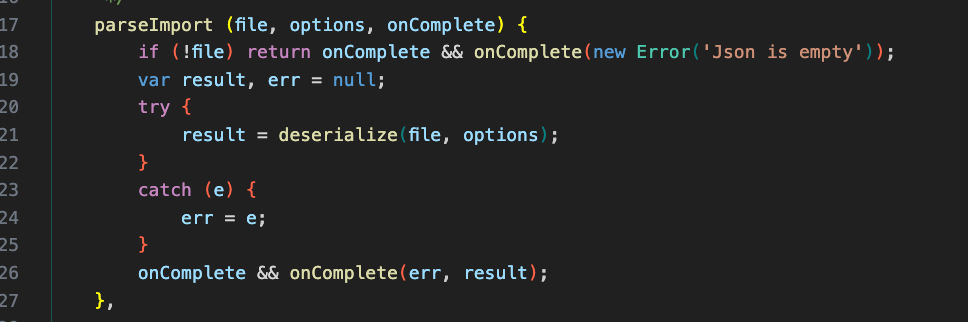 */
17 parseImport (file, options, onComplete) {
18 if (!file) return onComplete && onComplete(new Error('Json is empty'));
19 var result, err = null;
20 try {
21 result = deserialize(file, options);
22 }
23 catch (e) {
24 err = e;
25 }
26 onComplete && onComplete(err, result);
27 },